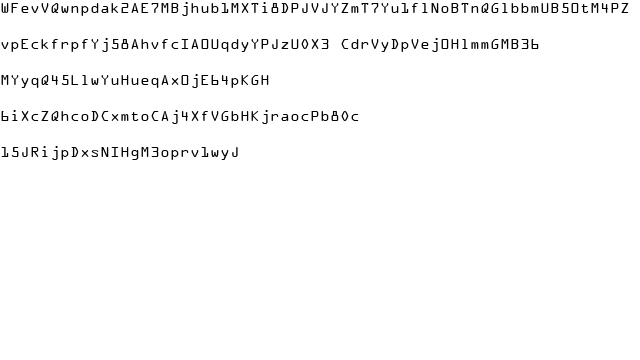 WFevVQwnpdak2AE7MBjhub1MXTi8DPJVJYZmT7Yu1f1NoBTnQG1bbmUB5OtM4PZ
vpEckfrpfYj58AhvfcIAOUqdyYPJzU0X3 CdrVyDpVejOH1mmGMB36
MYyqQ45L1wYuHueqAxOjE64pKGH
6iXcZQhcoDCxmtoCAj4XfVGbHKjraocPb80c
15JRijpDxsNIHgM3oprv1wyJ